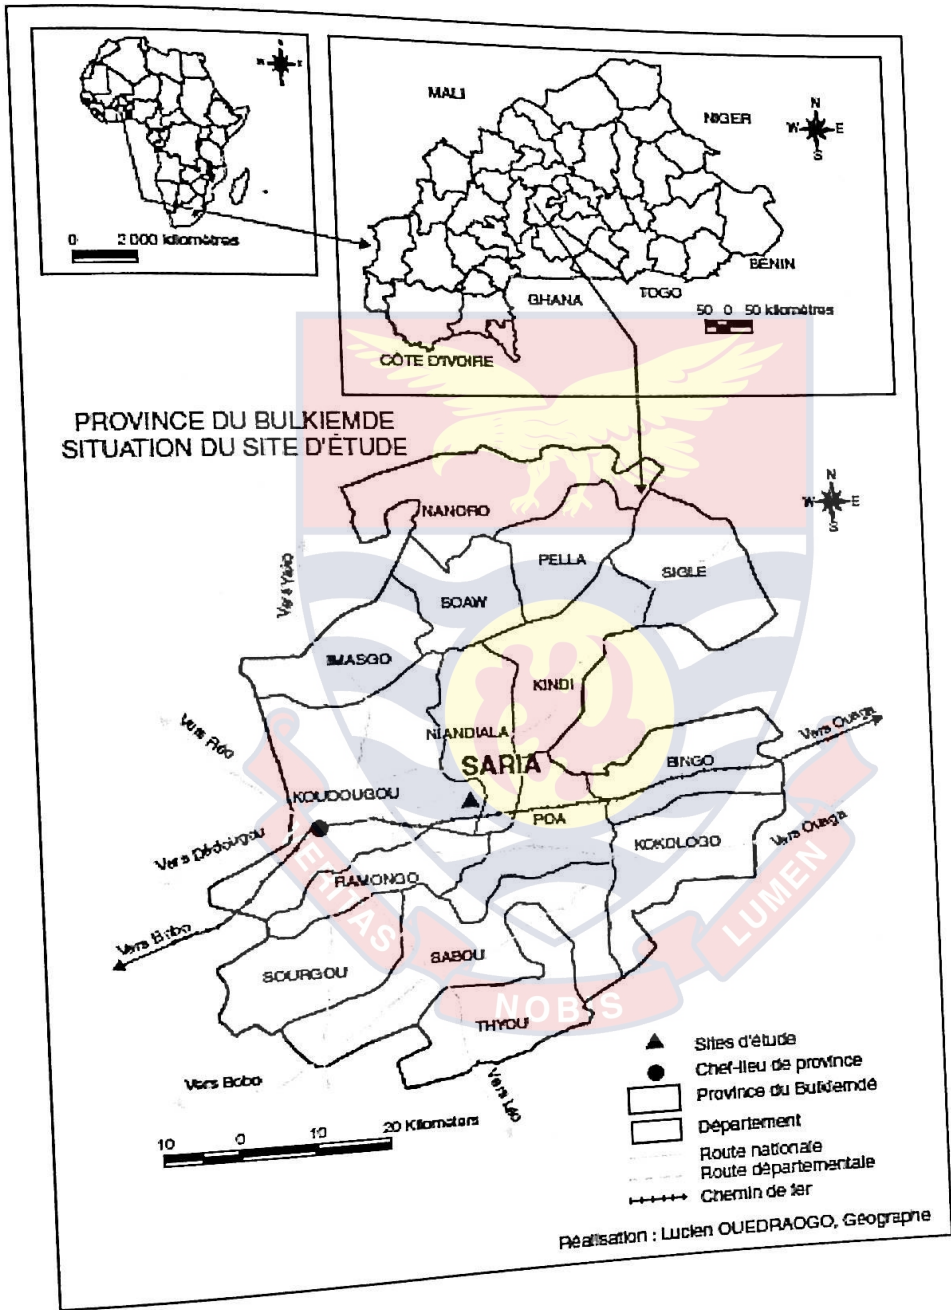 N
W E
S
0 2 000 kilomètres
MALI
NIGER
N
W E
S
BÉNIN
GHANA
TOGO
50 0 50 kilomètres
CÔTE D'IVOIRE
PROVINCE DU BULKIEMDE
SITUATION DU SITE D'ÉTUDE
N
W E
S
NANORO
PELLA
SIGLE
SOAW
Vers Yako
IMASGO
KINDI
Vers Réo
NIANDIALA
Vers Ouaga
SARIA
BINGO
KOUDOUGOU
POA
KOKOLOGO
Vers Ouaga
Vers Dédougou
RAMONGO
Vers Bobo
SABOU
SOURGOU
THYOU
Vers Bobo
Vers Léo
VERITAS
NOBIS
LUMEN
Sites d'étude
Chef-lieu de province
Province du Bulkiemdé
Département
Route nationale
Route départementale
Chemin de fer
10 0 10 20 Kilometers
Réalisation : Lucien OUEDRAOGO, Géographe